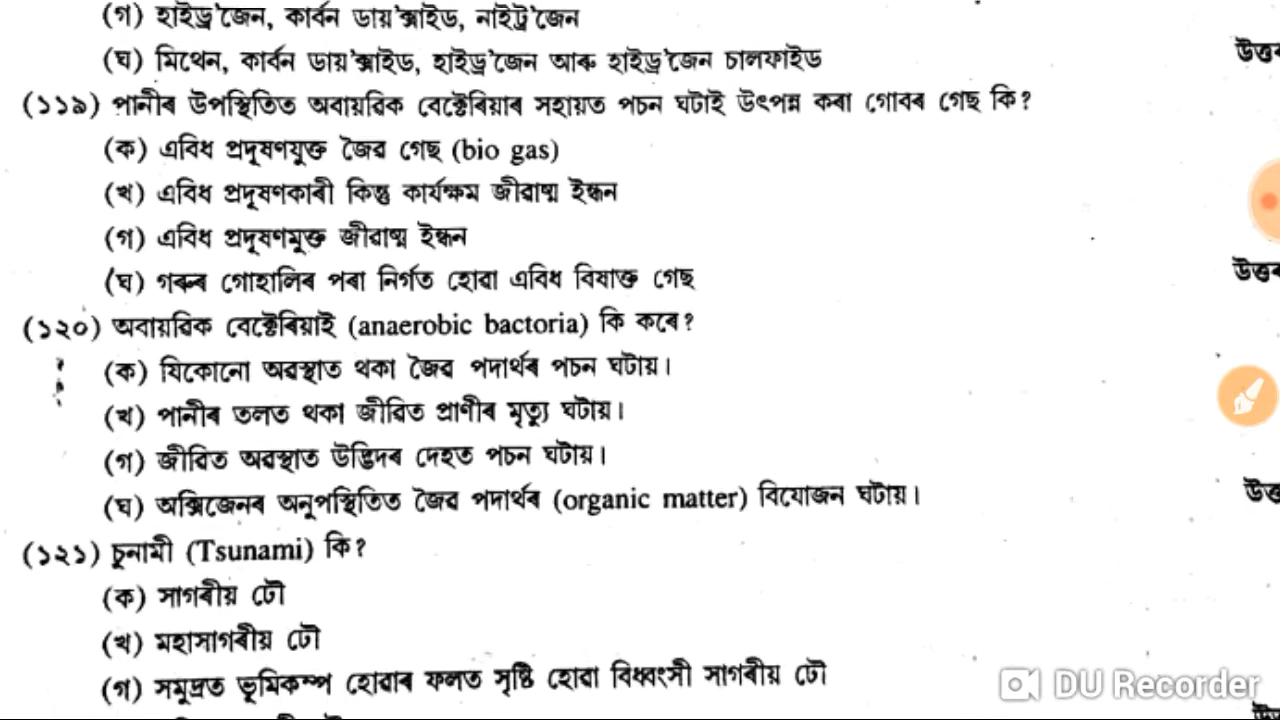 (গ) হাইড্ৰ'জেন, কাৰ্বন ডায়'ক্সাইড, নাইট্ৰ'জেন
(ঘ) মিথেন, কাৰ্বন ডায়'ক্সাইড, হাইড্ৰ'জেন আৰু হাইড্ৰ'জেন চালফাইড
(১১৯) পানীৰ উপস্থিতিত অবায়ৱিক বেক্টেৰিয়াৰ সহায়ত পচন ঘটাই উৎপন্ন কৰা গোবৰ গেছ কি?
(ক) এবিধ প্ৰদূষণযুক্ত জৈৱ গেছ (bio gas)
(খ) এবিধ প্ৰদূষণকাৰী কিন্তু কাৰ্যক্ষম জীৱাশ্ম ইন্ধন
(গ) এবিধ প্ৰদূষণমুক্ত জীৱাশ্ম ইন্ধন
(ঘ) গৰুৰ গোহালিৰ পৰা নিৰ্গত হোৱা এবিধ বিষাক্ত গেছ
(১২০) অবায়ৱিক বেক্টেৰিয়াই (anaerobic bactoria) কি কৰে?
(ক) যিকোনো অৱস্থাত থকা জৈৱ পদাৰ্থৰ পচন ঘটায়।
(খ) পানীৰ তলত থকা জীৱিত প্ৰাণীৰ মৃত্যু ঘটায়।
(গ) জীৱিত অৱস্থাত উদ্ভিদৰ দেহত পচন ঘটায়।
(ঘ) অক্সিজেনৰ অনুপস্থিতিত জৈৱ পদাৰ্থৰ (organic matter) বিযোজন ঘটায়।
(১২১) চুনামী (Tsunami) কি?
(ক) সাগৰীয় ঢৌ
(খ) মহাসাগৰীয় ঢৌ
(গ) সমুদ্ৰত ভূমিকম্প হোৱাৰ ফলত সৃষ্টি হোৱা বিধ্বংসী সাগৰীয় ঢৌ
DU Recorder